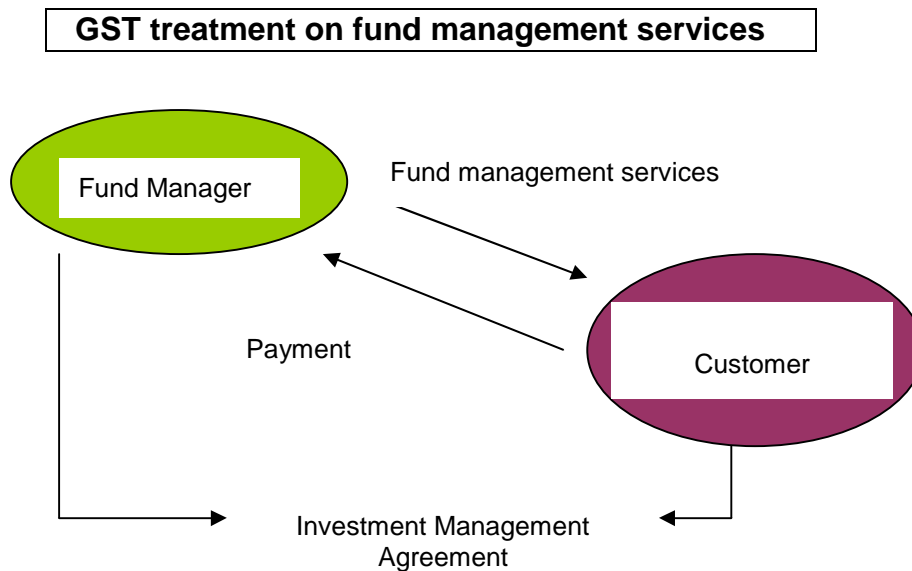 GST treatment on fund management services
Fund management services
Fund Manager
Payment
Customer
Investment Management
Agreement